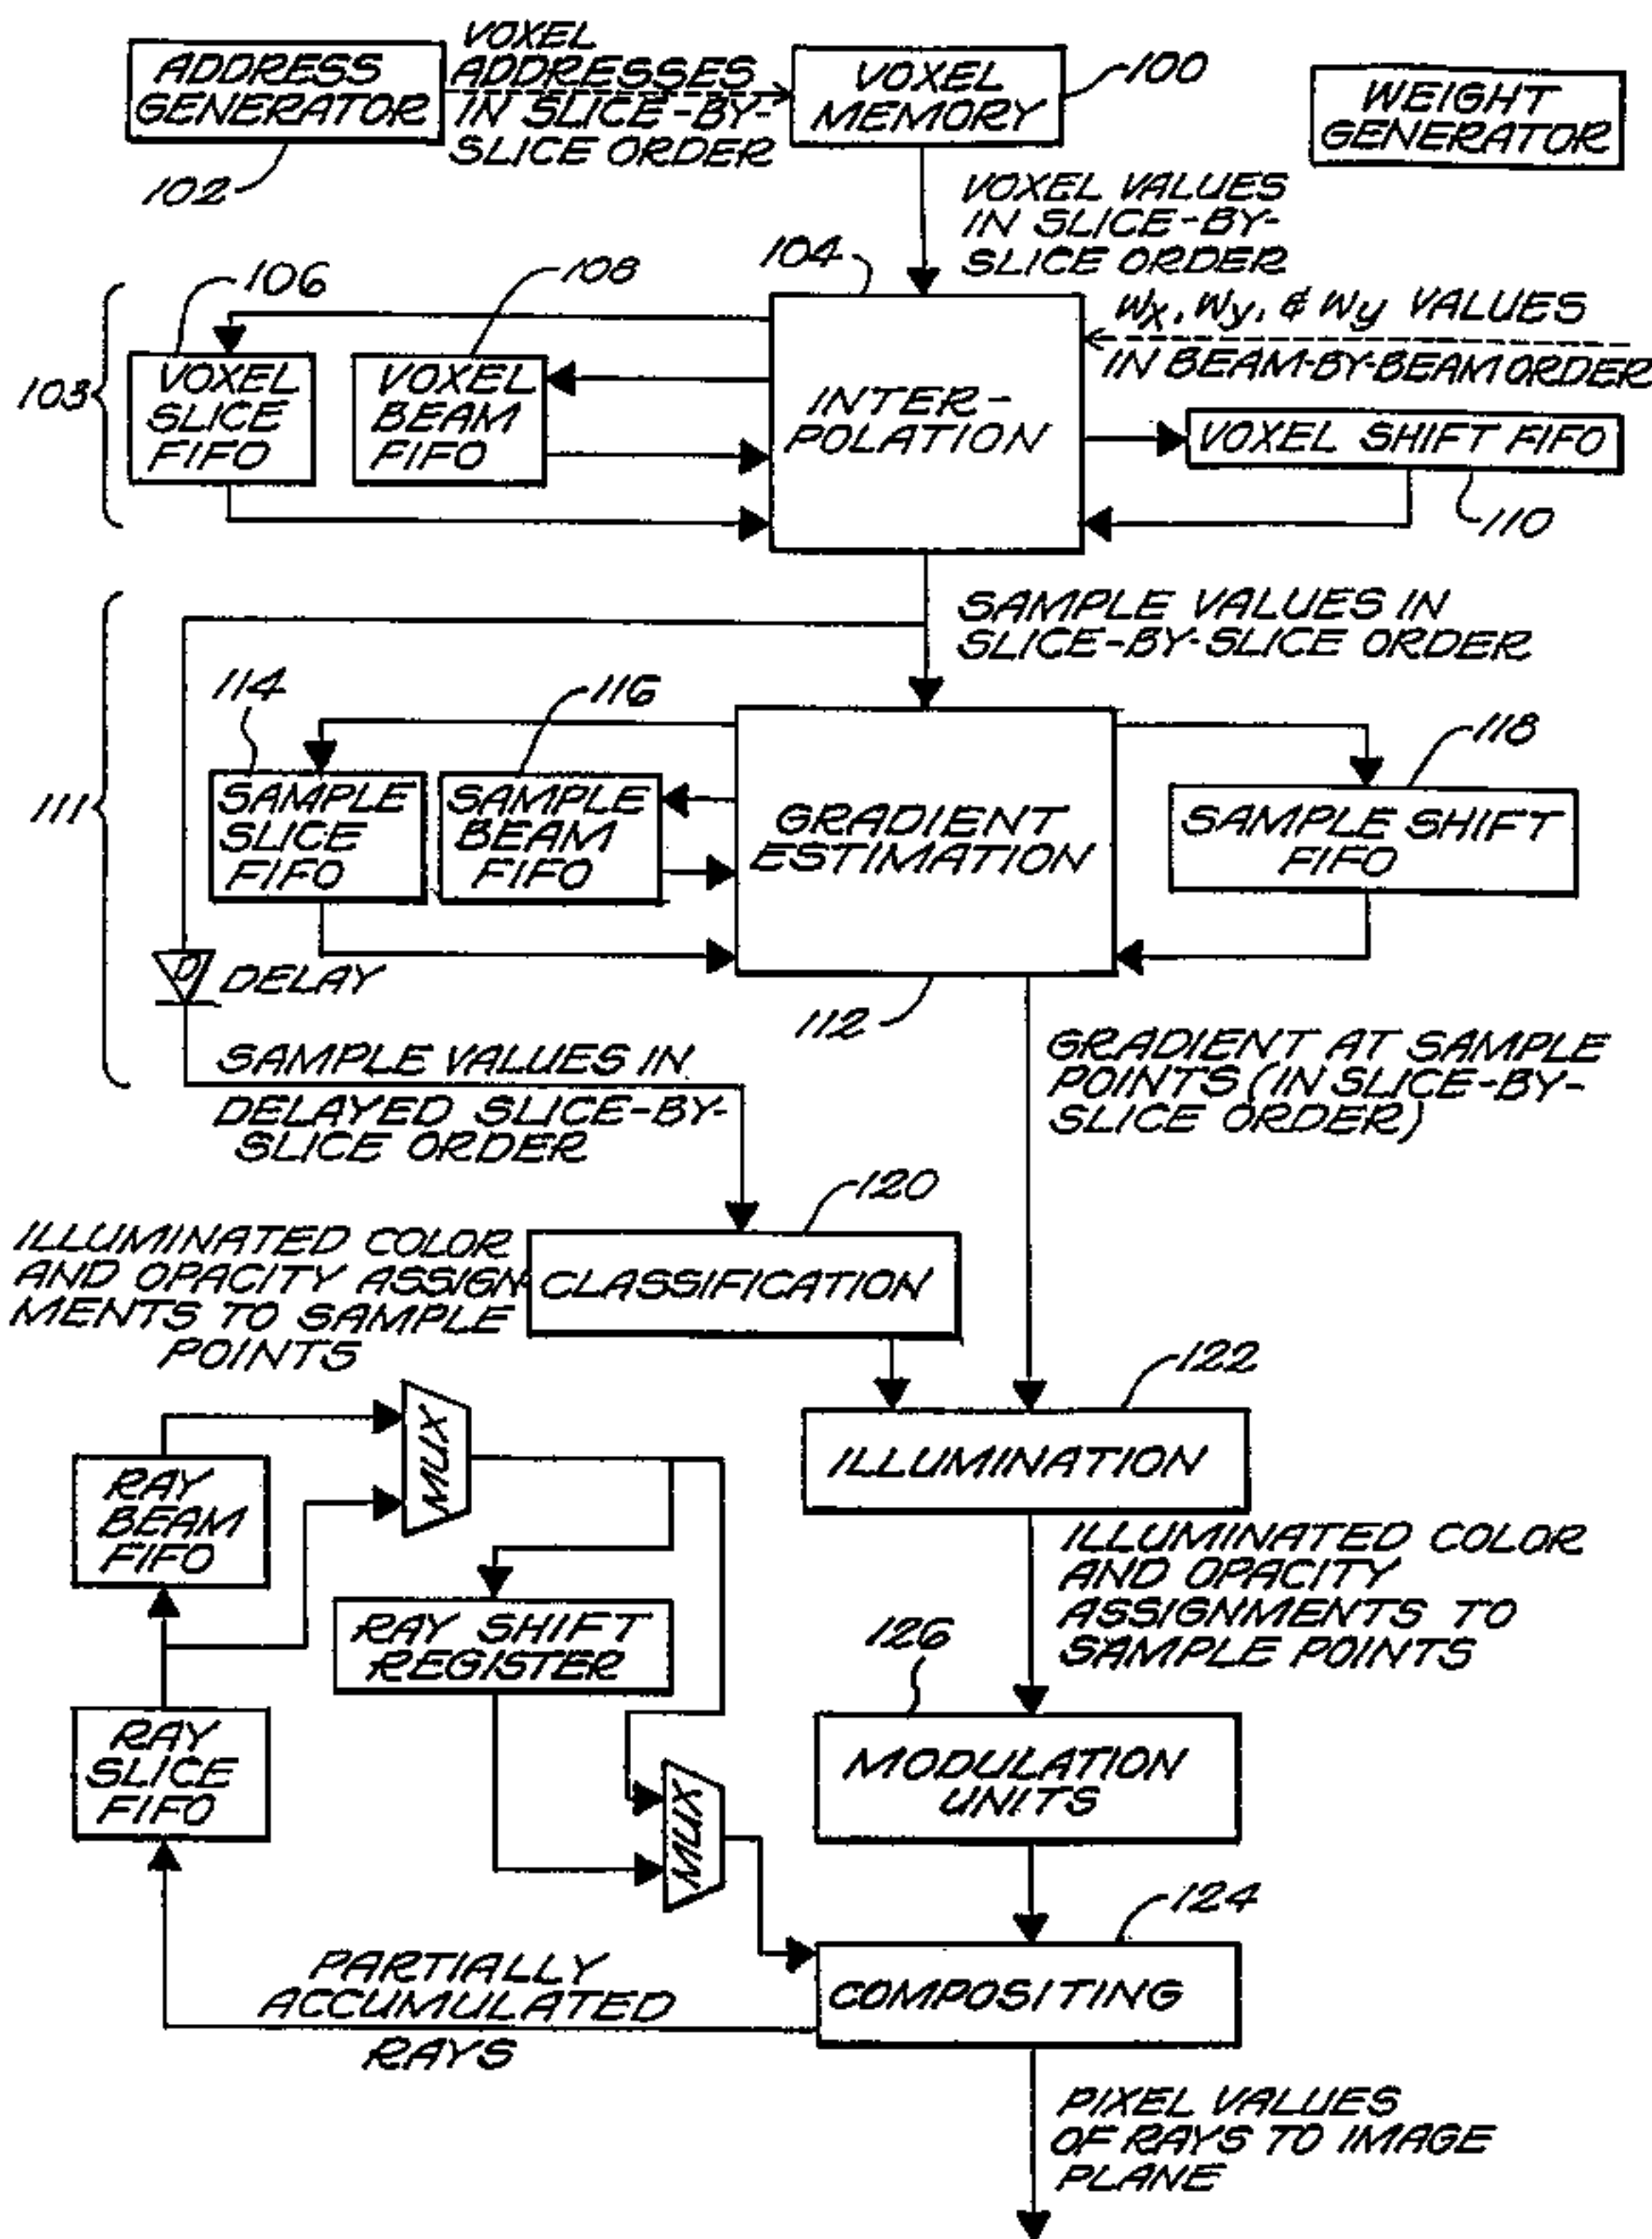 ADDRESS
GENERATOR
102
VOXEL
ADDRESSES
IN SLICE-BY-
SLICE ORDER
VOXEL
MEMORY
100
WEIGHT
GENERATOR
VOXEL VALUES
IN SLICE-BY-
SLICE ORDER
103
106
VOXEL
SLICE
FIFO
108
VOXEL
BEAM
FIFO
104
INTER-
POLATION
Wx, Wy, & Wy VALUES
IN BEAM-BY-BEAM ORDER
VOXEL SHIFT FIFO
110
SAMPLE VALUES IN
SLICE-BY-SLICE ORDER
111
114
SAMPLE
SLICE
FIFO
116
SAMPLE
BEAM
FIFO
GRADIENT
ESTIMATION
112
118
SAMPLE SHIFT
FIFO
D
DELAY
SAMPLE VALUES IN
DELAYED SLICE-BY-
SLICE ORDER
GRADIENT AT SAMPLE
POINTS (IN SLICE-BY-
SLICE ORDER)
120
CLASSIFICATION
ILLUMINATED COLOR
AND OPACITY ASSIGN-
MENTS TO SAMPLE
POINTS
122
ILLUMINATION
MUX
RAY
BEAM
FIFO
RAY SHIFT
REGISTER
RAY
SLICE
FIFO
MUX
ILLUMINATED COLOR
AND OPACITY
ASSIGNMENTS TO
SAMPLE POINTS
126
MODULATION
UNITS
124
COMPOSITING
PARTIALLY
ACCUMULATED
RAYS
PIXEL VALUES
OF RAYS TO IMAGE
PLANE